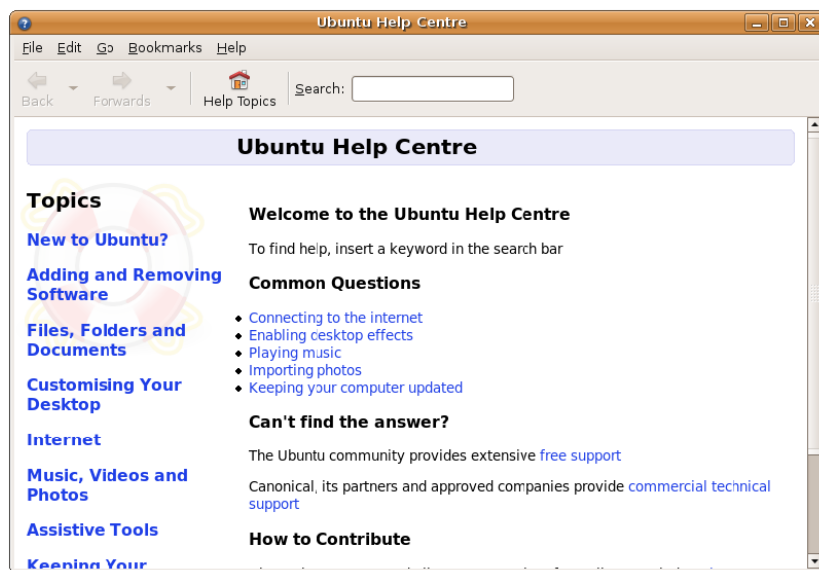 Ubuntu Help Centre
File Edit Go Bookmarks Help
Back Forwards Help Topics Search:
Ubuntu Help Centre
Topics
New to Ubuntu?
Adding and Removing
Software
Files, Folders and
Documents
Customising Your
Desktop
Internet
Music, Videos and
Photos
Assistive Tools
Keeping Your
Welcome to the Ubuntu Help Centre
To find help, insert a keyword in the search bar
Common Questions
Connecting to the internet
Enabling desktop effects
Playing music
Importing photos
Keeping your computer updated
Can't find the answer?
The Ubuntu community provides extensive free support
Canonical, its partners and approved companies provide commercial technical
support
How to Contribute